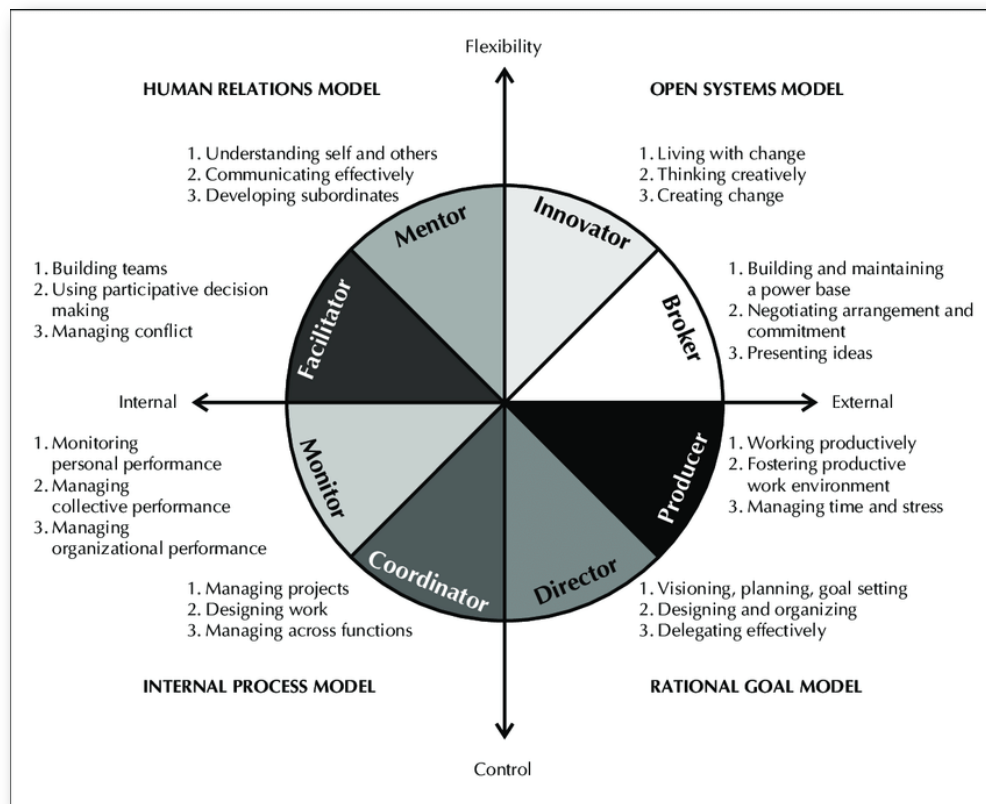 Flexibility
HUMAN RELATIONS MODEL
OPEN SYSTEMS MODEL
1. Understanding self and others
2. Communicating effectively
3. Developing subordinates
1. Living with change
2. Thinking creatively
3. Creating change
Mentor
Innovator
1. Building teams
2. Using participative decision
making
3. Managing conflict
Facilitator
Broker
1. Building and maintaining
a power base
2. Negotiating arrangement and
commitment
3. Presenting ideas
Internal
External
1. Monitoring
personal performance
2. Managing
collective performance
3. Managing
organizational performance
Monitor
Producer
1. Working productively
2. Fostering productive
work environment
3. Managing time and stress
Coordinator
Director
1. Managing projects
2. Designing work
3. Managing across functions
1. Visioning, planning, goal setting
2. Designing and organizing
3. Delegating effectively
INTERNAL PROCESS MODEL
RATIONAL GOAL MODEL
Control